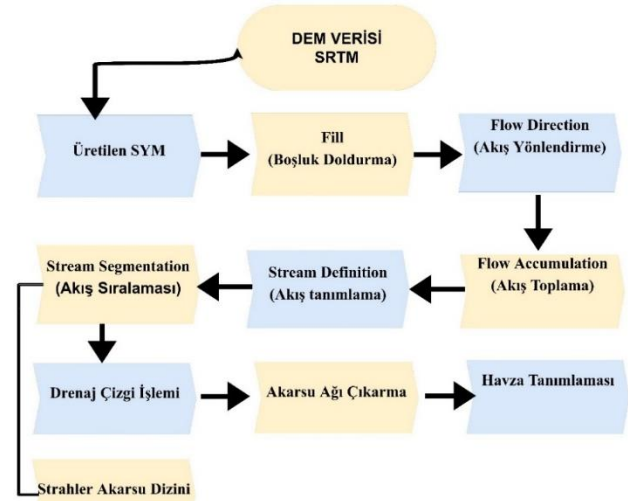 DEM VERİSİ
SRTM
Üretilen SYM
Fill
(Boşluk Doldurma)
Flow Direction
(Akış Yönlendirme)
Stream Segmentation
(Akış Sıralaması)
Stream Definition
(Akış tanımlama)
Flow Accumulation
(Akış Toplama)
Drenaj Çizgi İşlemi
Akarsu Ağı Çıkarma
Havza Tanımlaması
Strahler Akarsu Dizini